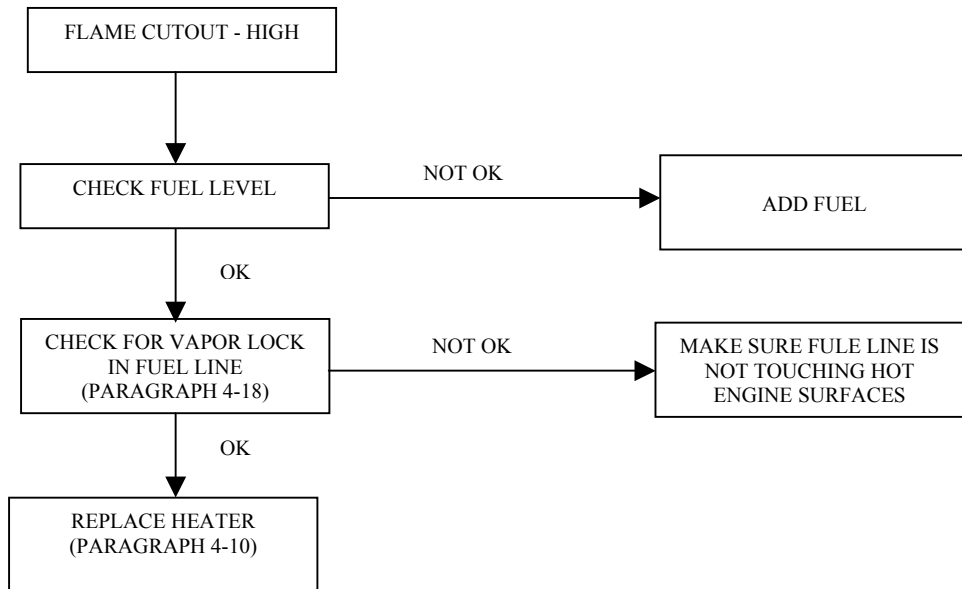 FLAME CUTOUT - HIGH
CHECK FUEL LEVEL
NOT OK
ADD FUEL
OK
CHECK FOR VAPOR LOCK
IN FUEL LINE
(PARAGRAPH 4-18)
NOT OK
MAKE SURE FULE LINE IS
NOT TOUCHING HOT
ENGINE SURFACES
OK
REPLACE HEATER
(PARAGRAPH 4-10)